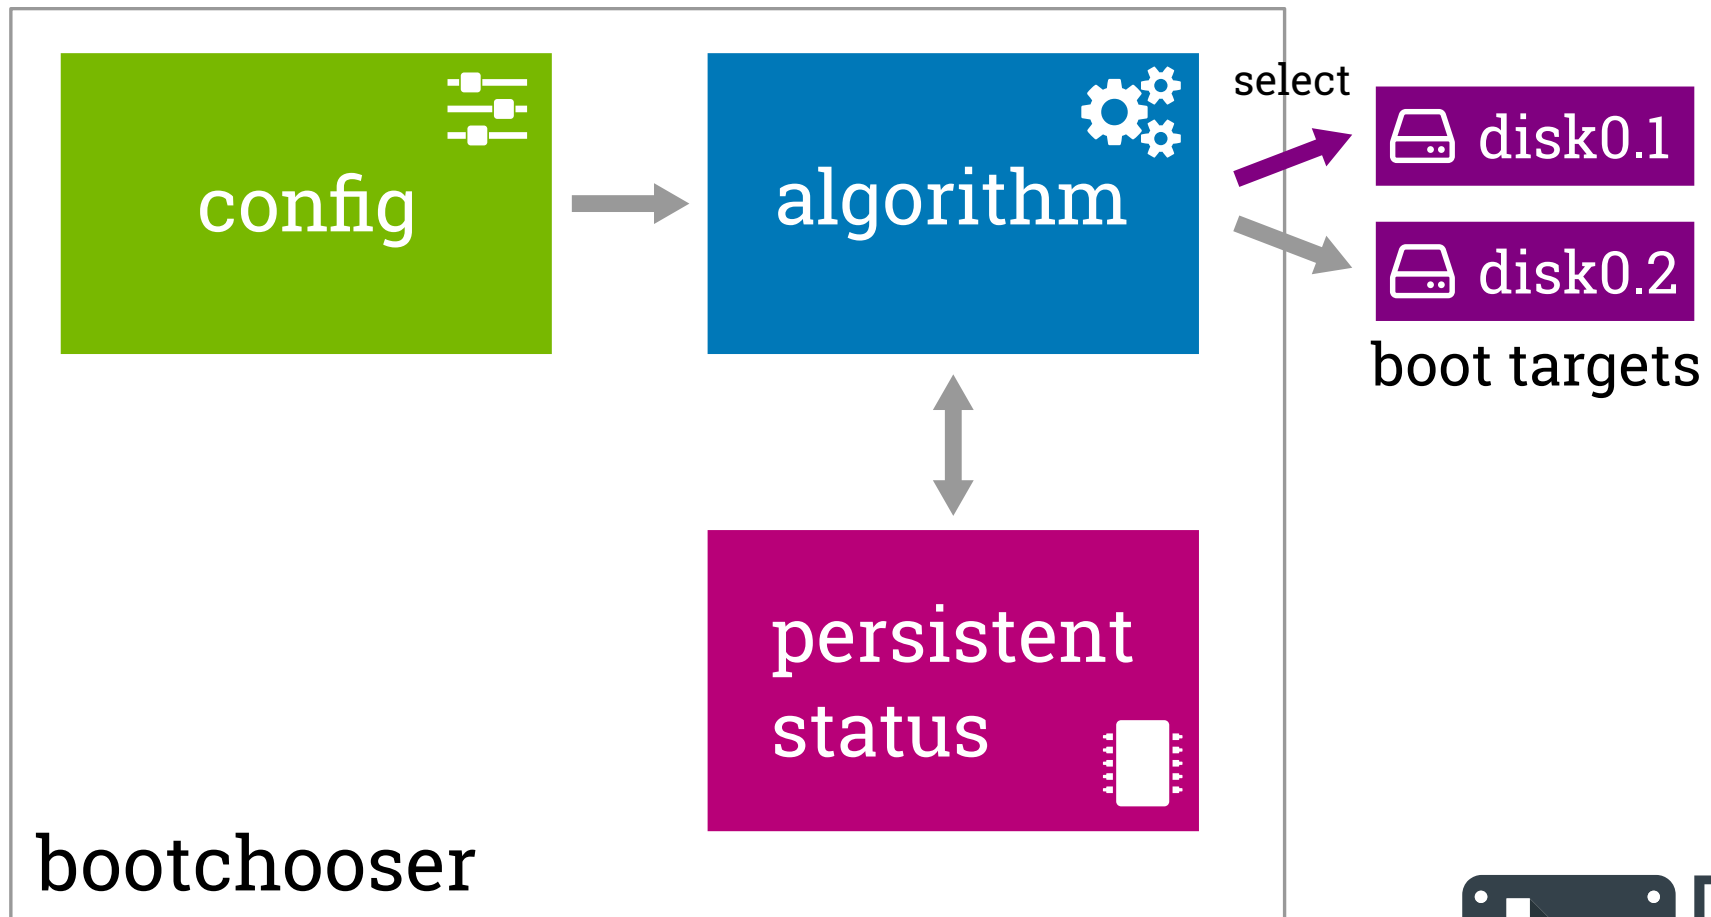 config
algorithm
select
disk0.1
disk0.2
boot targets
persistent
status
bootchooser